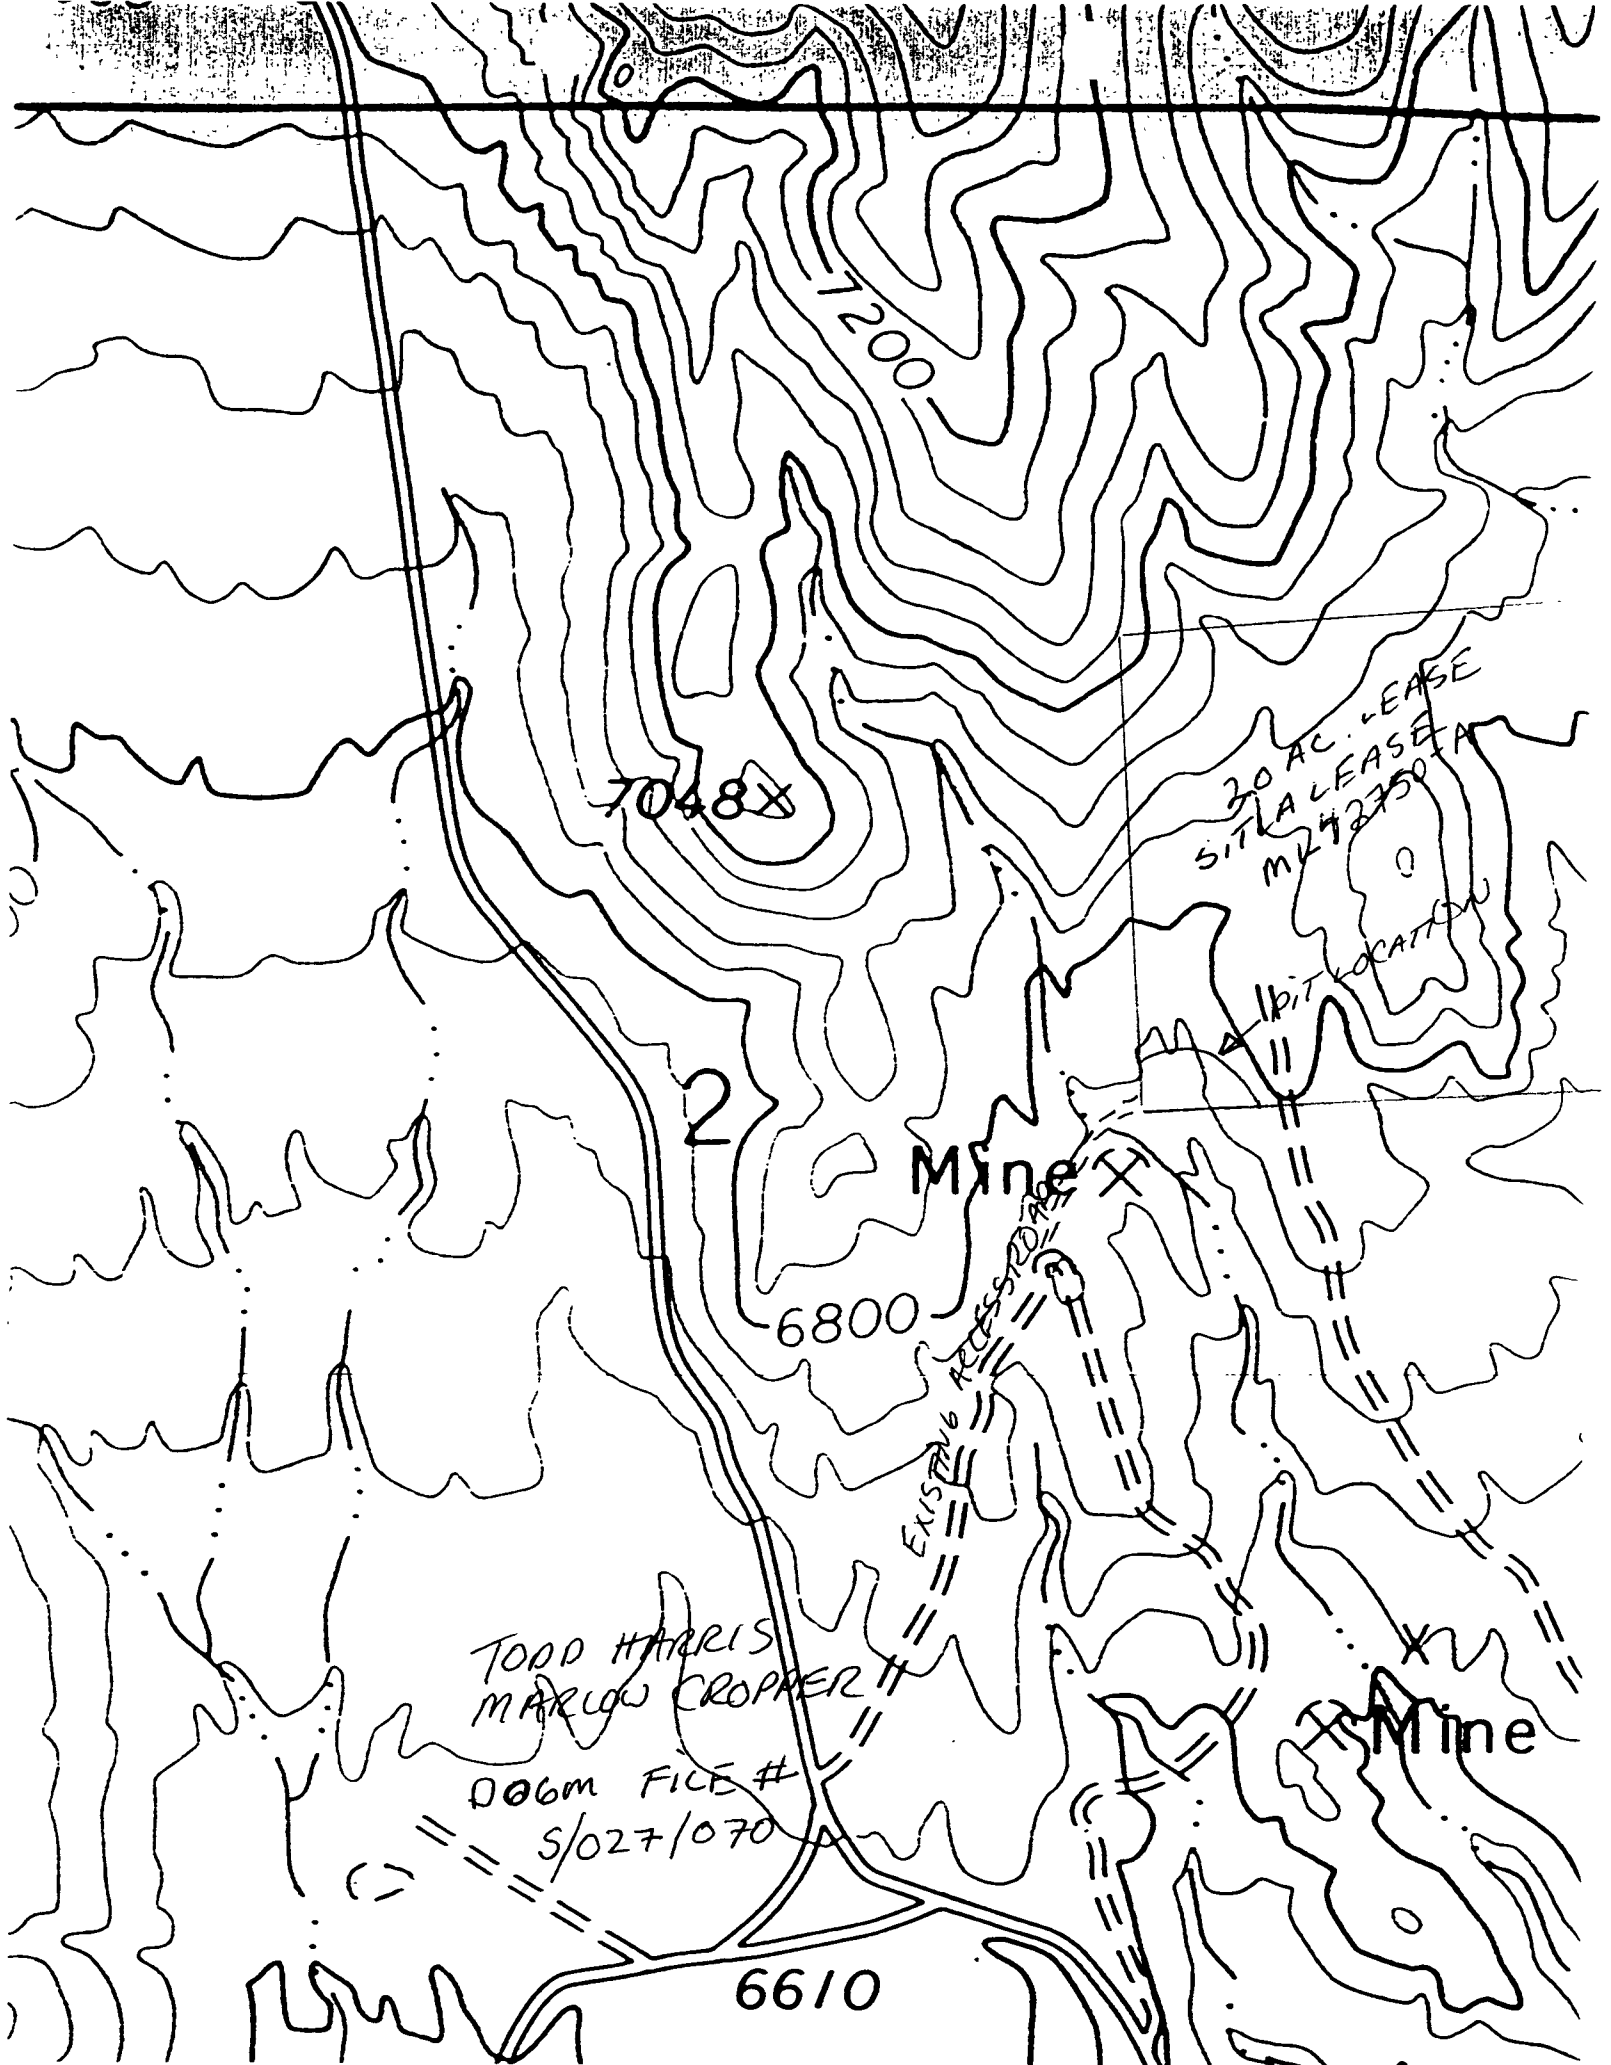 7200
20 AC. LEASE
SITLA LEASE
ML 42750-A
7048
PIT LOCATION
2
Mine
EXISTING ACCESS ROAD
6800
TODD HARRIS
MARLOW CROPPER
Mine
DOGM FILE #
S/027/070
6610